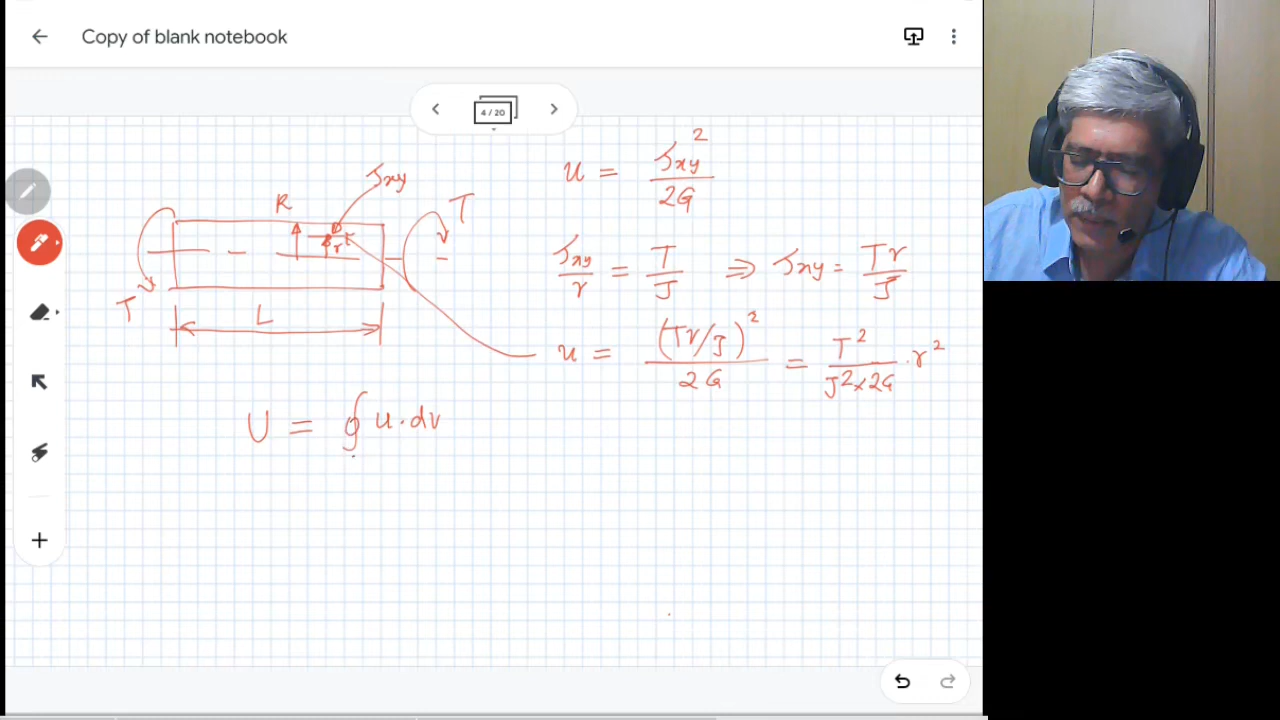 Copy of blank notebook
4 / 20
u = τxy² / 2G
R
τxy
T
r
τxy / r = T / J ⇒ τxy = Tr / J
T
L
u = (Tr/J)² / 2G = T² / J² × 2G · r²
U = ∮ u · dv